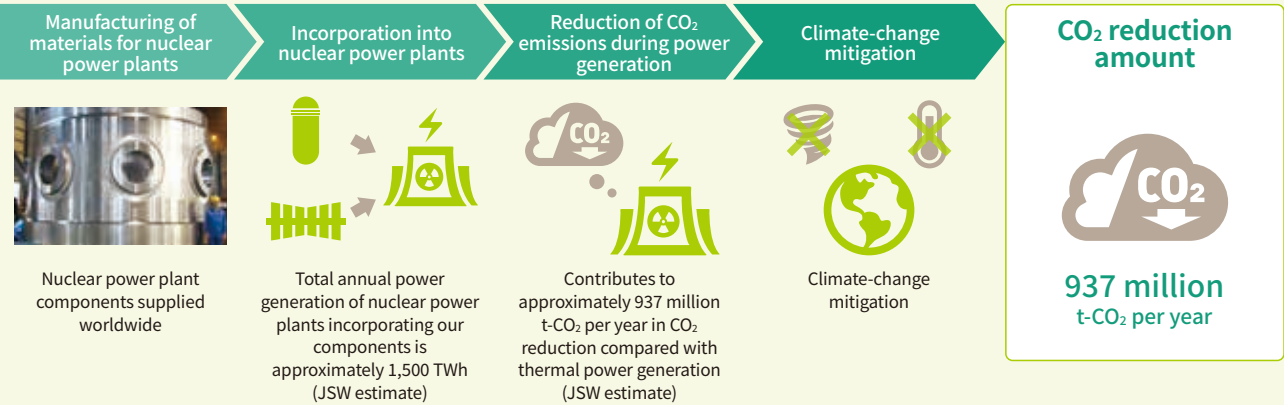 Manufacturing of
materials for nuclear
power plants
Incorporation into
nuclear power plants
Reduction of CO₂
emissions during power
generation
Climate-change
mitigation
CO₂ reduction
amount
CO₂
CO₂
Nuclear power plant
components supplied
worldwide
Total annual power
generation of nuclear power
plants incorporating our
components is
approximately 1,500 TWh
(JSW estimate)
Contributes to
approximately 937 million
t-CO₂ per year in CO₂
reduction compared with
thermal power generation
(JSW estimate)
Climate-change
mitigation
937 million
t-CO₂ per year